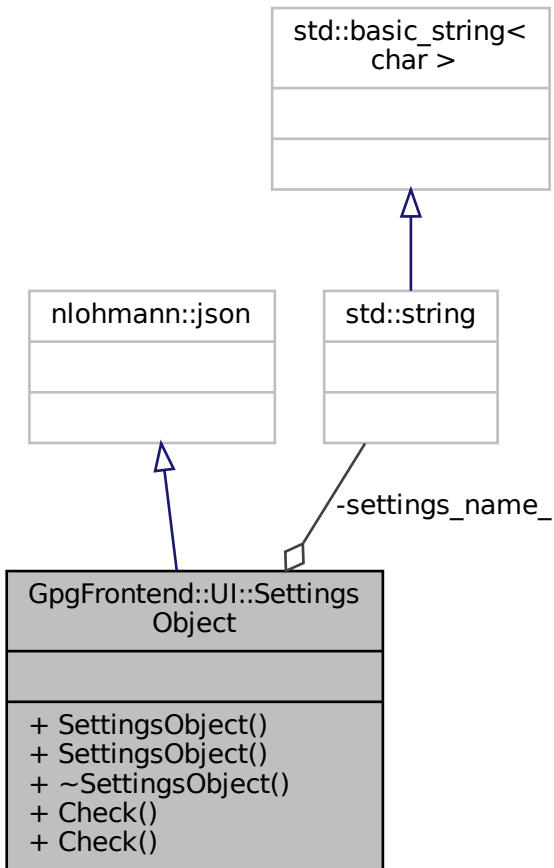 std::basic_string<
char >
nlohmann::json
std::string
-settings_name_
GpgFrontend::UI::Settings
Object
+ SettingsObject()
+ SettingsObject()
+ ~SettingsObject()
+ Check()
+ Check()